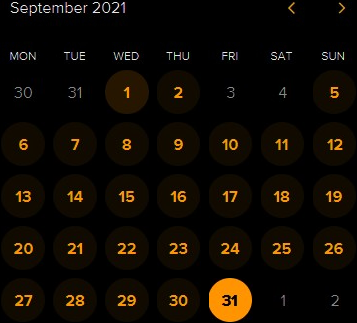 September 2021
MON TUE WED THU FRI SAT SUN
30 31 1 2 3 4 5
6 7 8 9 10 11 12
13 14 15 16 17 18 19
20 21 22 23 24 25 26
27 28 29 30 31 1 2